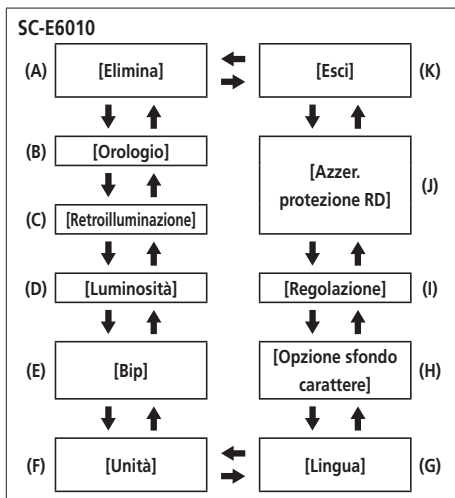 SC-E6010
(A) [Elimina] [Esci] (K)
(B) [Orologio] [Azzer.
protezione RD] (J)
(C) [Retroilluminazione]
(D) [Luminosità] [Regolazione] (I)
(E) [Bip] [Opzione sfondo
carattere] (H)
(F) [Unità] [Lingua] (G)